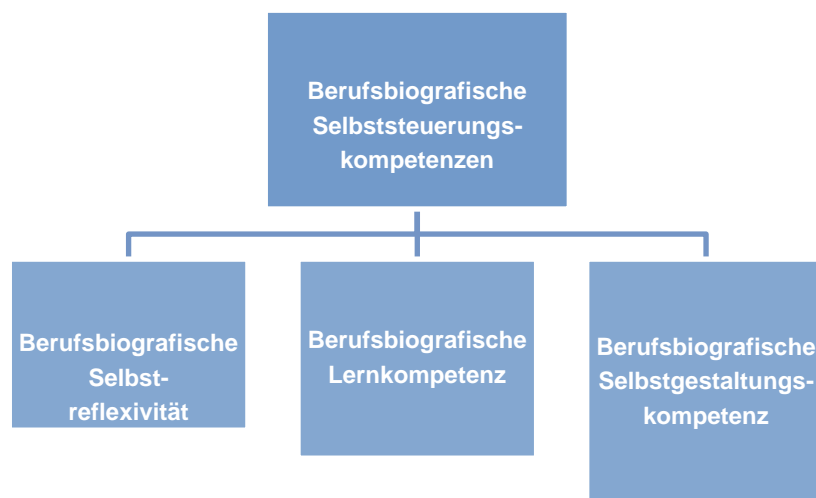 Berufsbiografische
Selbststeuerungs-
kompetenzen
Berufsbiografische
Selbst-
reflexivität
Berufsbiografische
Lernkompetenz
Berufsbiografische
Selbstgestaltungs-
kompetenz